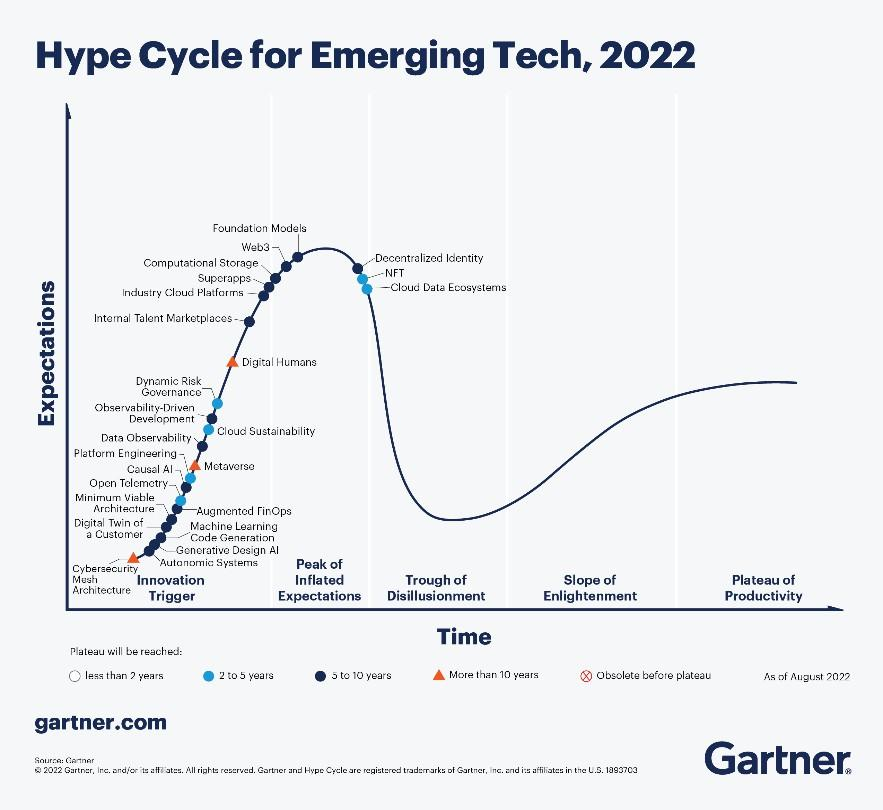 Hype Cycle for Emerging Tech, 2022
Expectations
Foundation Models
Web3
Computational Storage
Superapps
Industry Cloud Platforms
Internal Talent Marketplaces
Decentralized Identity
NFT
Cloud Data Ecosystems
Digital Humans
Dynamic Risk
Governance
Observability-Driven
Development
Cloud Sustainability
Data Observability
Platform Engineering
Metaverse
Causal AI
Open Telemetry
Minimum Viable
Architecture
Augmented FinOps
Digital Twin of
a Customer
Machine Learning
Code Generation
Generative Design AI
Autonomic Systems
Cybersecurity
Mesh
Architecture
Innovation
Trigger
Peak of
Inflated
Expectations
Trough of
Disillusionment
Slope of
Enlightenment
Plateau of
Productivity
Time
Plateau will be reached:
less than 2 years
2 to 5 years
5 to 10 years
More than 10 years
Obsolete before plateau
As of August 2022
gartner.com
Source: Gartner
© 2022 Gartner, Inc. and/or its affiliates. All rights reserved. Gartner and Hype Cycle are registered trademarks of Gartner, Inc. and its affiliates in the U.S. 1893703
Gartner®